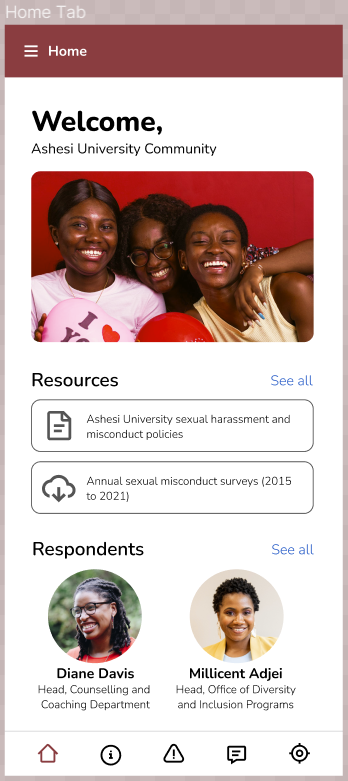 Home Tab
Home
Welcome,
Ashesi University Community
I
YO
Resources
See all
Ashesi University sexual harassment and
misconduct policies
Annual sexual misconduct surveys (2015
to 2021)
Respondents
See all
Diane Davis
Head, Counselling and
Coaching Department
Millicent Adjei
Head, Office of Diversity
and Inclusion Programs